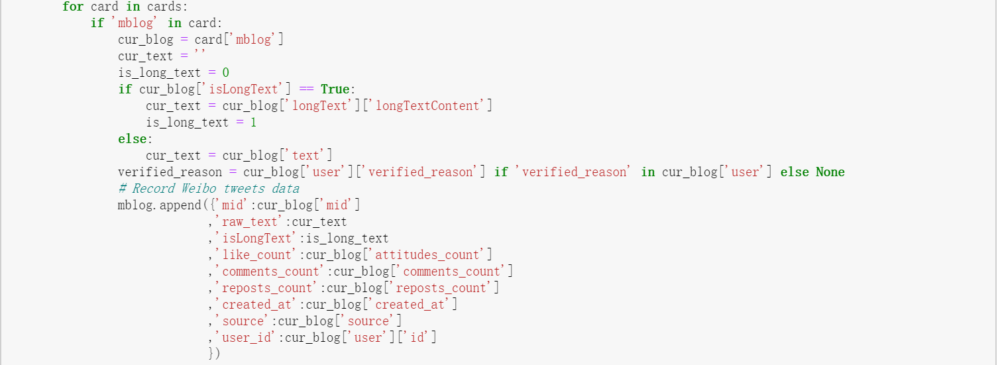 for card in cards:
    if 'mblog' in card:
        cur_blog = card['mblog']
        cur_text = ''
        is_long_text = 0
        if cur_blog['isLongText'] == True:
            cur_text = cur_blog['longText']['longTextContent']
            is_long_text = 1
        else:
            cur_text = cur_blog['text']
        verified_reason = cur_blog['user']['verified_reason'] if 'verified_reason' in cur_blog['user'] else None
        # Record Weibo tweets data
        mblog.append({'mid':cur_blog['mid']
                     ,'raw_text':cur_text
                     ,'isLongText':is_long_text
                     ,'like_count':cur_blog['attitudes_count']
                     ,'comments_count':cur_blog['comments_count']
                     ,'reposts_count':cur_blog['reposts_count']
                     ,'created_at':cur_blog['created_at']
                     ,'source':cur_blog['source']
                     ,'user_id':cur_blog['user']['id']
                     })